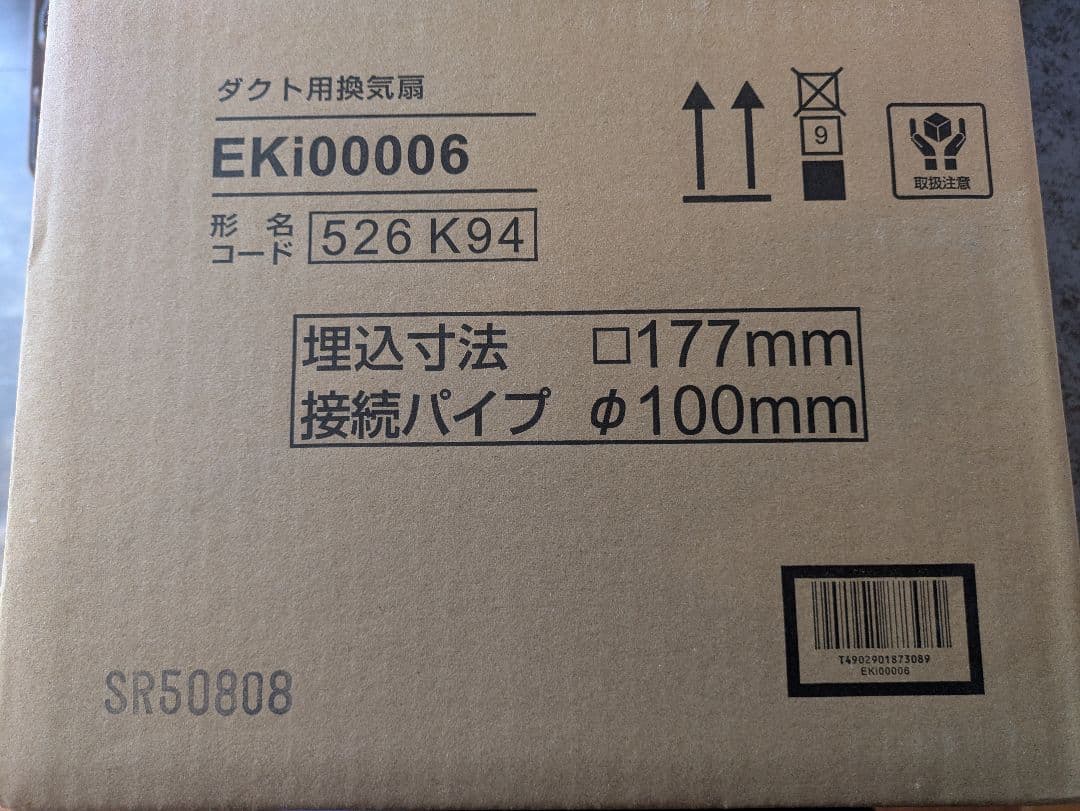 ダクト用換気扇
EKi00006
形名
コード
526 K94
9
取扱注意
埋込寸法 □177mm
接続パイプ φ100mm
T4902901873089
EKI00006
SR50808